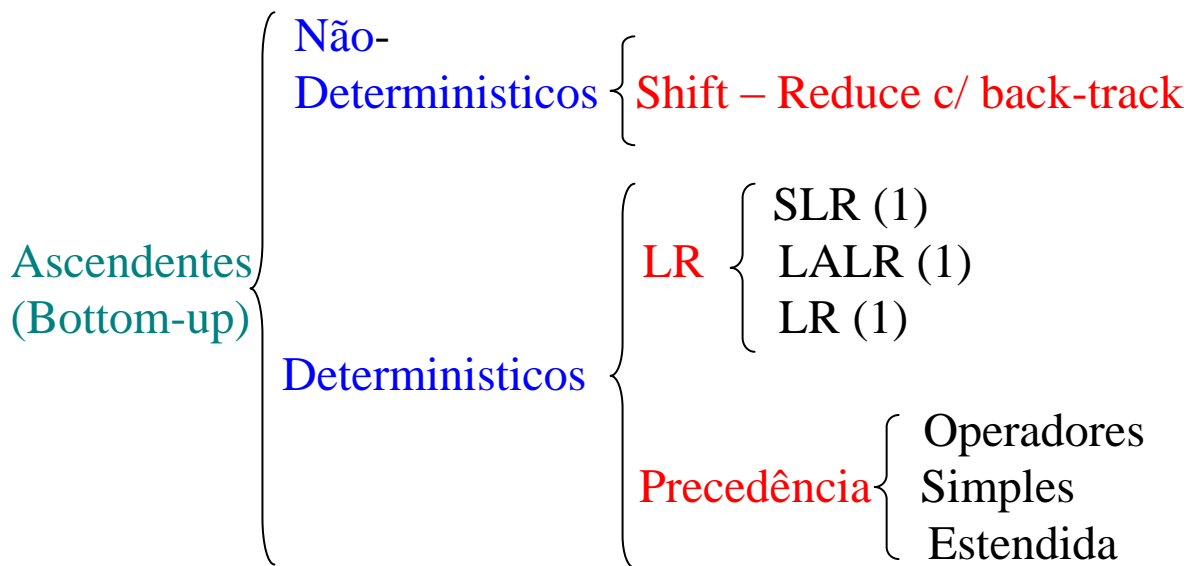 Não-
Deterministicos
Shift – Reduce c/ back-track
Ascendentes
(Bottom-up)
Deterministicos
LR
SLR (1)
LALR (1)
LR (1)
Precedência
Operadores
Simples
Estendida